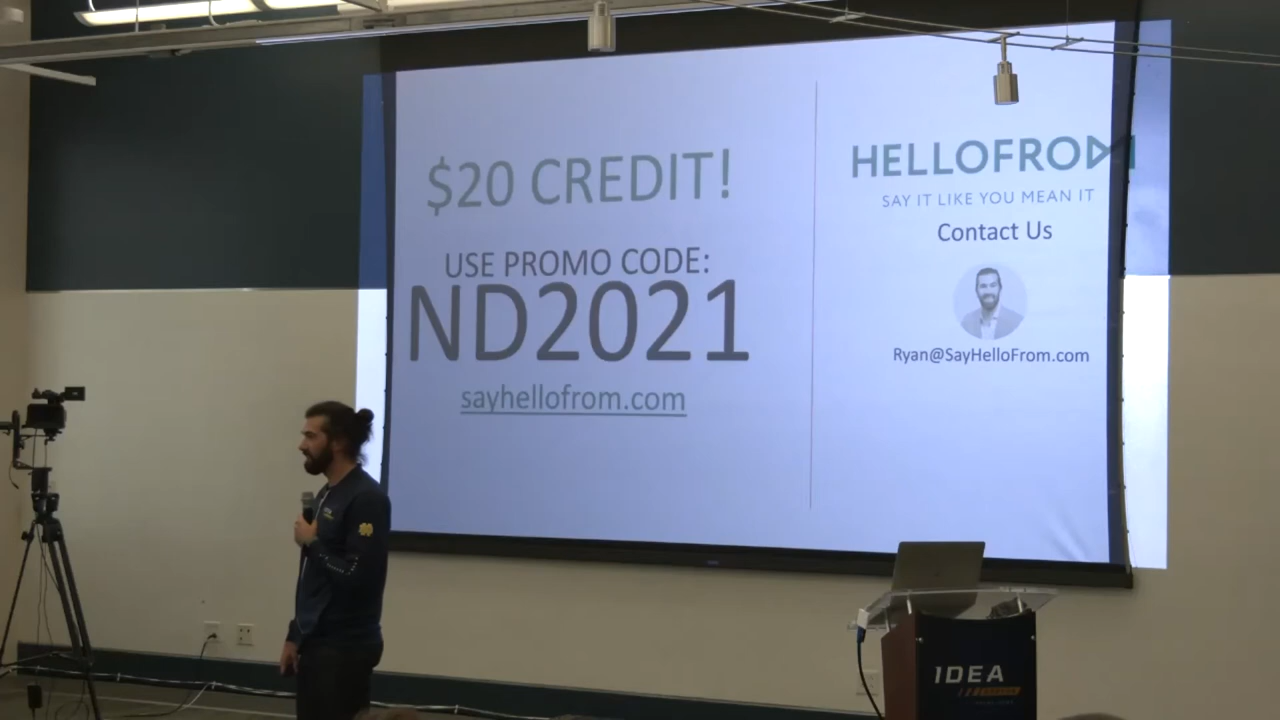 $20 CREDIT!
USE PROMO CODE:
ND2021
sayhellofrom.com
HELLOFROM
SAY IT LIKE YOU MEAN IT
Contact Us
Ryan@SayHelloFrom.com
IDEA